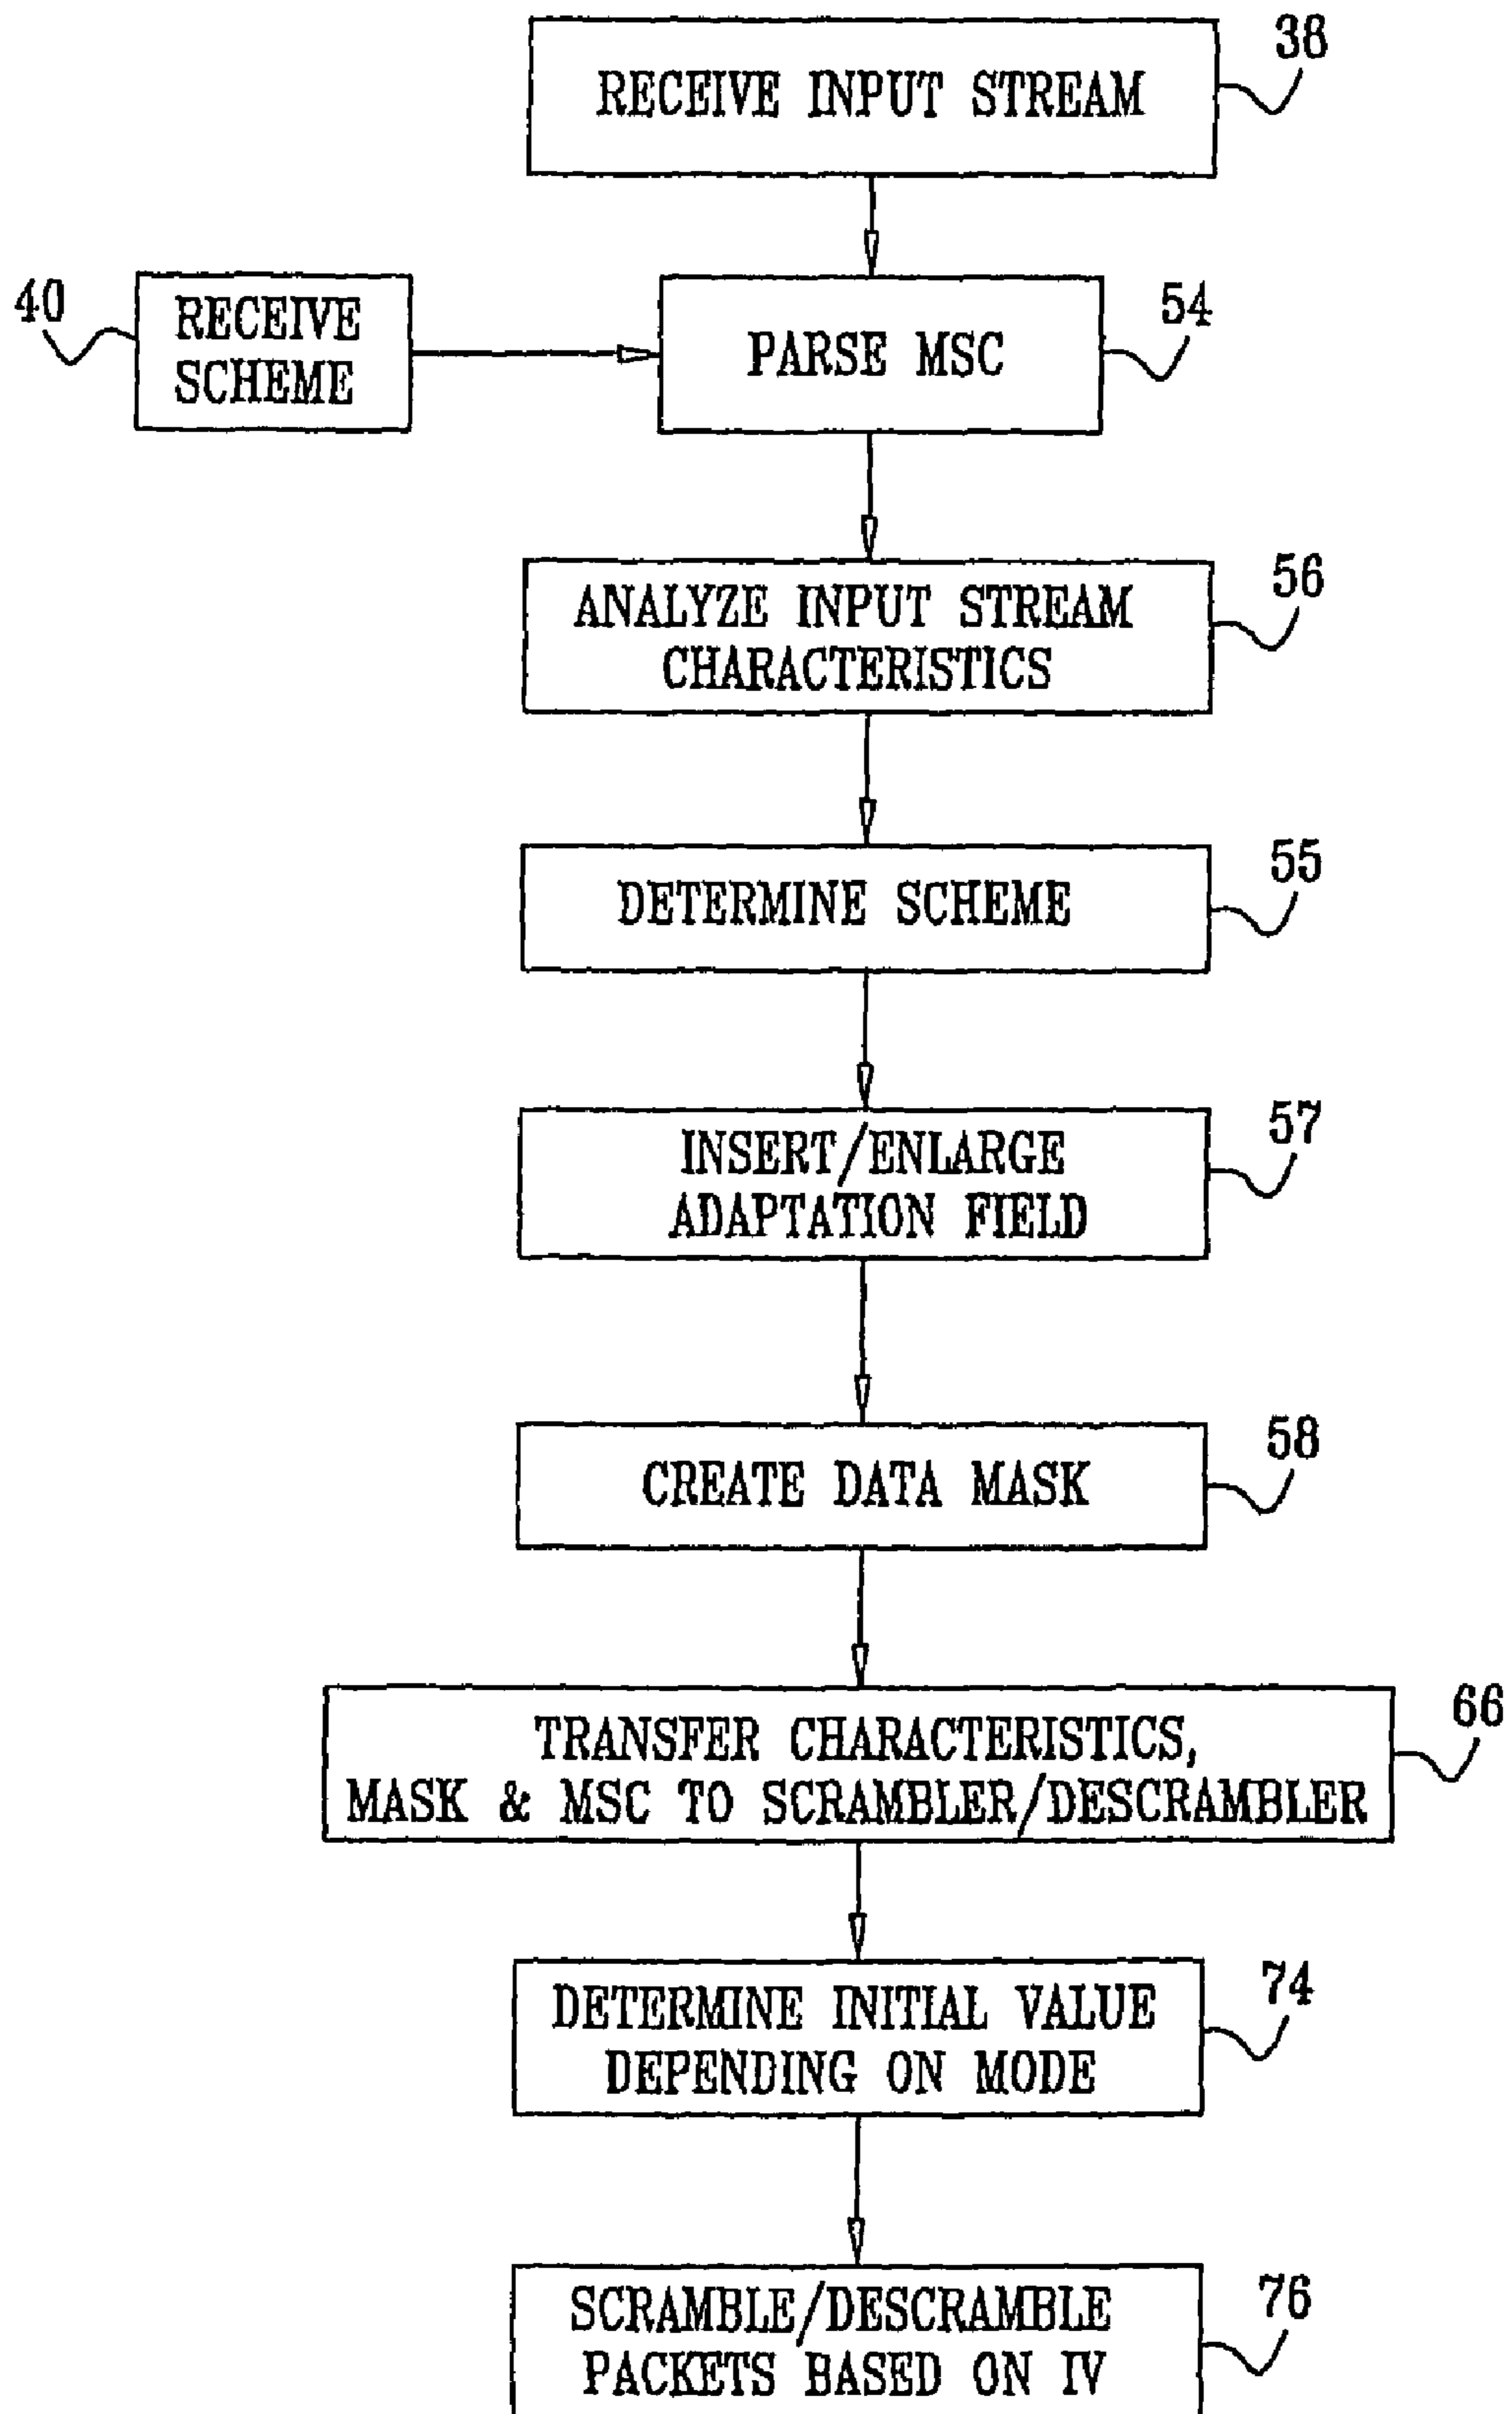 RECEIVE INPUT STREAM
38
40
RECEIVE
SCHEME
PARSE MSC
54
ANALYZE INPUT STREAM
CHARACTERISTICS
56
DETERMINE SCHEME
55
INSERT/ENLARGE
ADAPTATION FIELD
57
CREATE DATA MASK
58
TRANSFER CHARACTERISTICS,
MASK & MSC TO SCRAMBLER/DESCRAMBLER
66
DETERMINE INITIAL VALUE
DEPENDING ON MODE
74
SCRAMBLE/DESCRAMBLE
PACKETS BASED ON IV
76